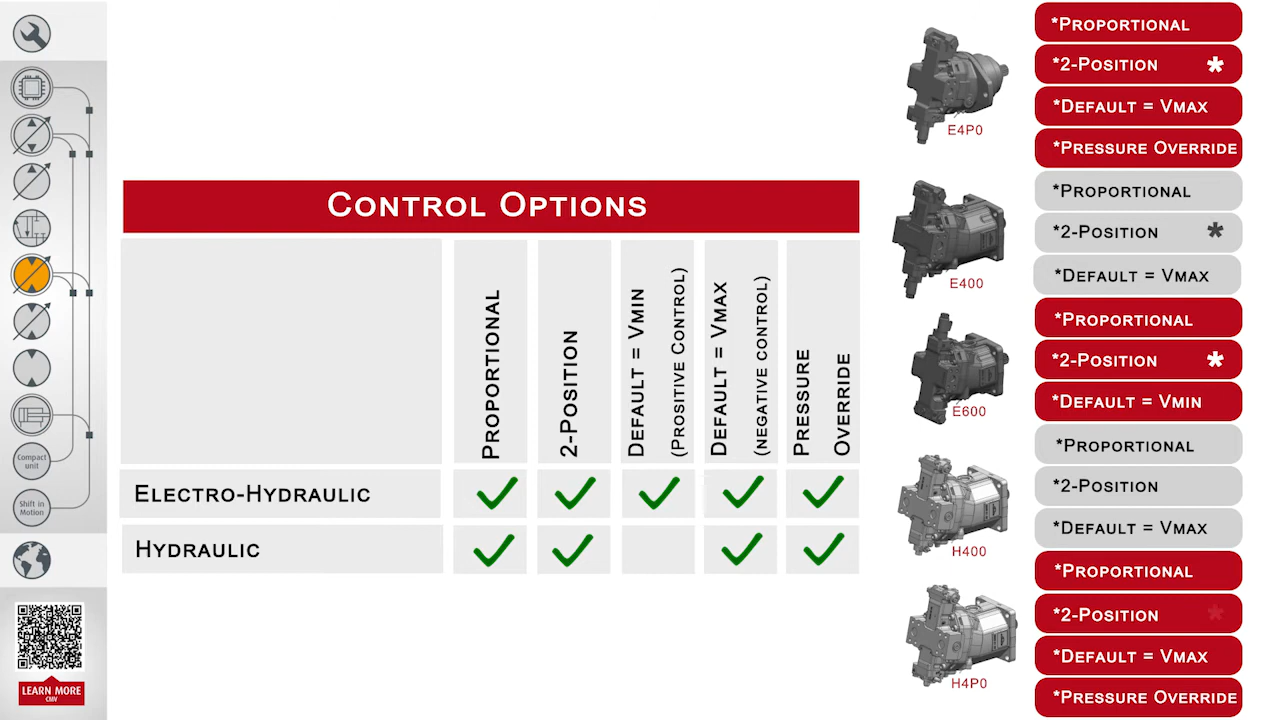 Compact
unit
Shift in
Motion
LEARN MORE
CMV
Control Options
Proportional
2-Position
Default = Vmin
(Prositive Control)
Default = Vmax
(negative control)
Pressure
Override
Electro-Hydraulic
Hydraulic
E4P0
*Proportional
*2-Position *
*Default = Vmax
*Pressure Override
E400
*Proportional
*2-Position *
*Default = Vmax
E600
*Proportional
*2-Position *
*Default = Vmin
H400
*Proportional
*2-Position
*Default = Vmax
H4P0
*Proportional
*2-Position *
*Default = Vmax
*Pressure Override